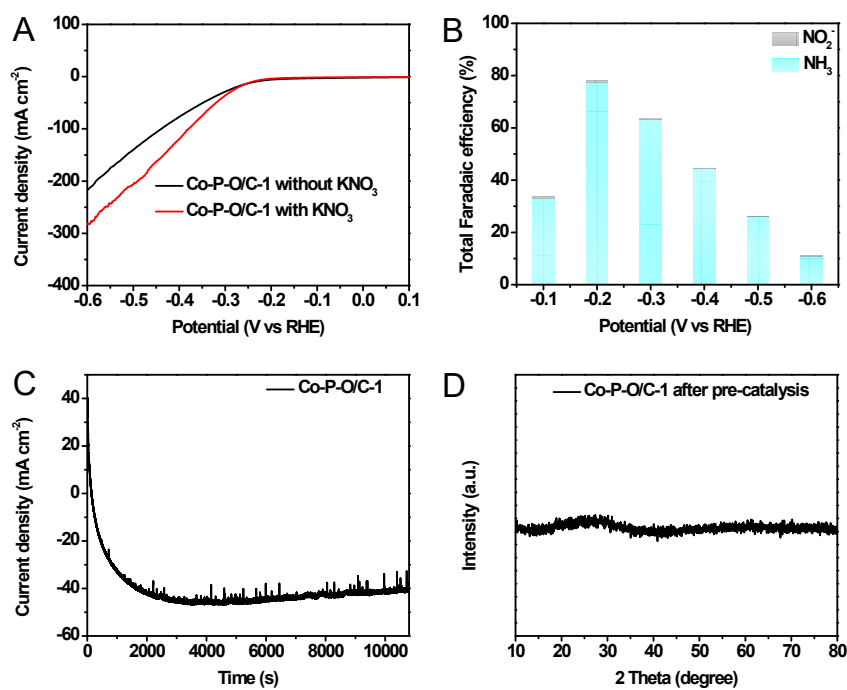 A
100
0
-100
-200
-300
-400
Current density (mA cm⁻²)
Co-P-O/C-1 without KNO₃
Co-P-O/C-1 with KNO₃
-0.6 -0.5 -0.4 -0.3 -0.2 -0.1 0.0 0.1
Potential (V vs RHE)
B
100
80
60
40
20
0
Total Faradaic effciency (%)
NO₂⁻
NH₃
-0.1 -0.2 -0.3 -0.4 -0.5 -0.6
Potential (V vs RHE)
C
40
20
0
-20
-40
-60
Current density (mA cm⁻²)
Co-P-O/C-1
0 2000 4000 6000 8000 10000
Time (s)
D
Intensity (a.u.)
Co-P-O/C-1 after pre-catalysis
10 20 30 40 50 60 70 80
2 Theta (degree)